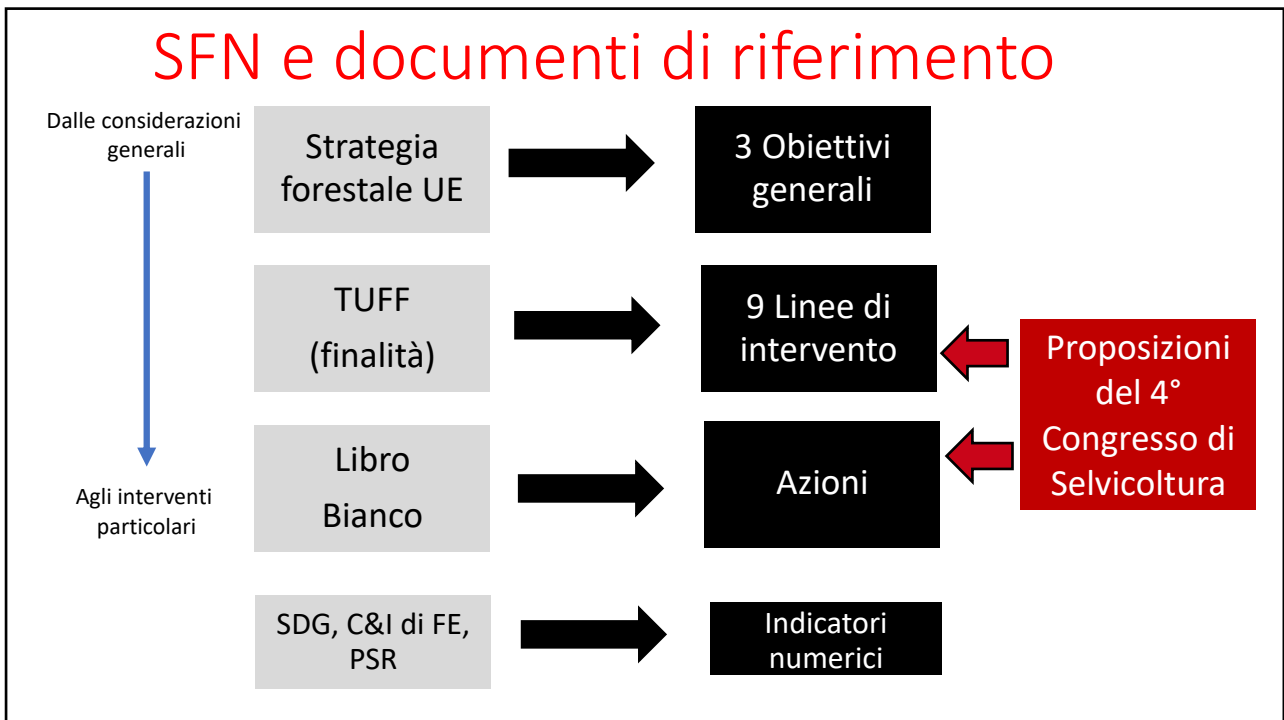 SFN e documenti di riferimento
Dalle considerazioni
generali
Strategia
forestale UE
3 Obiettivi
generali
TUFF
(finalità)
9 Linee di
intervento
Proposizioni
del 4°
Congresso di
Selvicoltura
Libro
Bianco
Azioni
Agli interventi
particolari
SDG, C&I di FE,
PSR
Indicatori
numerici